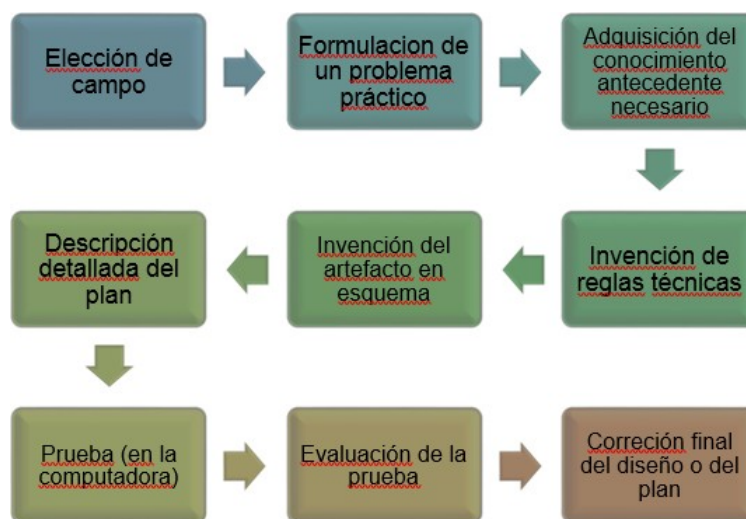 Elección de
campo
Formulacion de
un problema
práctico
Adquisición del
conocimiento
antecedente
necesario
Invención de
reglas técnicas
Invención del
artefacto en
esquema
Descripción
detallada del
plan
Prueba (en la
computadora)
Evaluación de la
prueba
Correción final
del diseño o del
plan